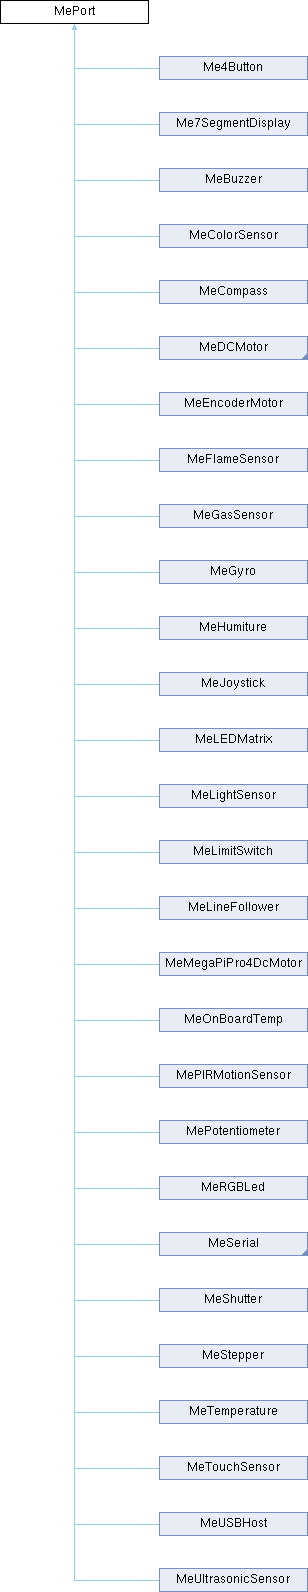 MePort
Me4Button
Me7SegmentDisplay
MeBuzzer
MeColorSensor
MeCompass
MeDCMotor
MeEncoderMotor
MeFlameSensor
MeGasSensor
MeGyro
MeHumiture
MeJoystick
MeLEDMatrix
MeLightSensor
MeLimitSwitch
MeLineFollower
MeMegaPiPro4DcMotor
MeOnBoardTemp
MePIRMotionSensor
MePotentiometer
MeRGBLed
MeSerial
MeShutter
MeStepper
MeTemperature
MeTouchSensor
MeUSBHost
MeUltrasonicSensor